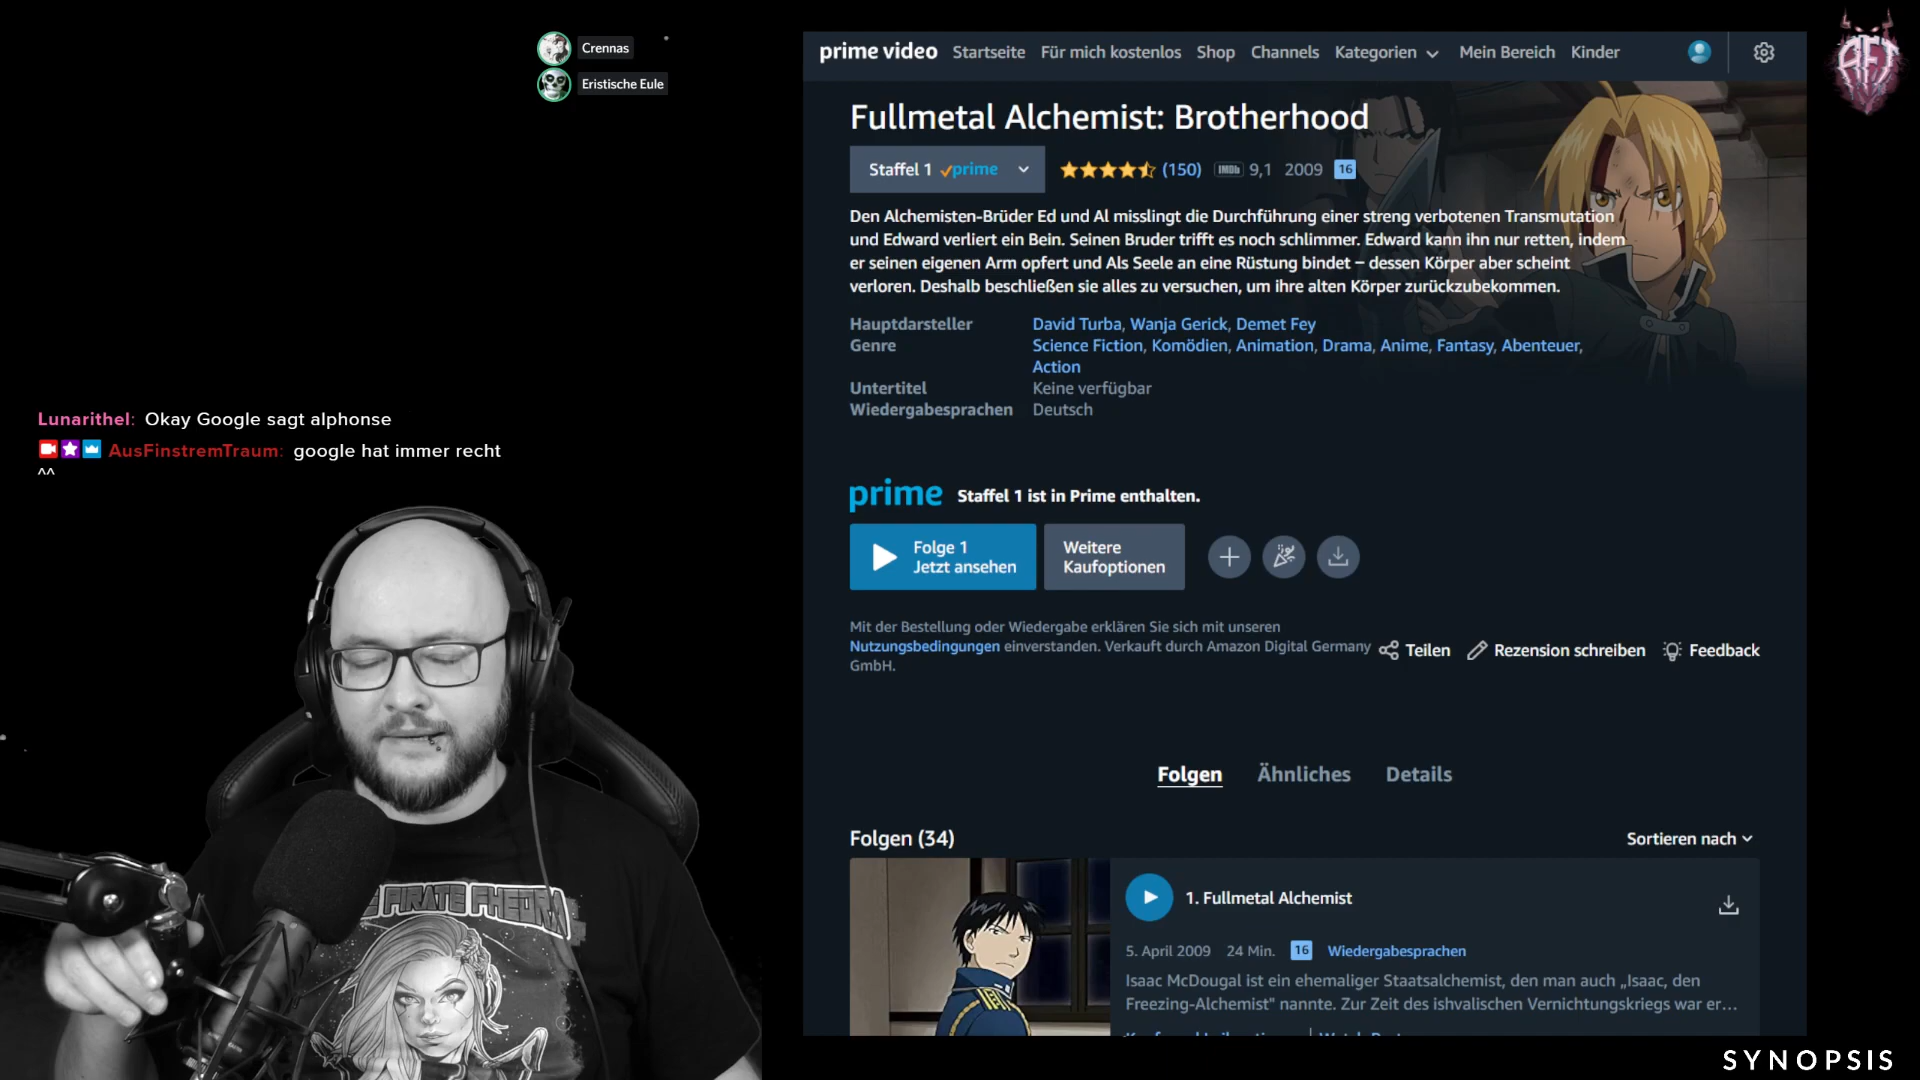 Crennas
Eristische Eule
Lunarithel: Okay Google sagt alphonse
AusFinstremTraum: google hat immer recht
^^
PIRATE PHEDRA
prime video Startseite Für mich kostenlos Shop Channels Kategorien Mein Bereich Kinder
AFT
Fullmetal Alchemist: Brotherhood
Staffel 1 prime (150) IMDb 9,1 2009 16
Den Alchemisten-Brüder Ed und Al misslingt die Durchführung einer streng verbotenen Transmutation
und Edward verliert ein Bein. Seinen Bruder trifft es noch schlimmer. Edward kann ihn nur retten, indem
er seinen eigenen Arm opfert und Als Seele an eine Rüstung bindet – dessen Körper aber scheint
verloren. Deshalb beschließen sie alles zu versuchen, um ihre alten Körper zurückzubekommen.
Hauptdarsteller David Turba, Wanja Gerick, Demet Fey
Genre Science Fiction, Komödien, Animation, Drama, Anime, Fantasy, Abenteuer,
Action
Untertitel Keine verfügbar
Wiedergabesprachen Deutsch
prime Staffel 1 ist in Prime enthalten.
Folge 1
Jetzt ansehen
Weitere
Kaufoptionen
Mit der Bestellung oder Wiedergabe erklären Sie sich mit unseren
Nutzungsbedingungen einverstanden. Verkauft durch Amazon Digital Germany
GmbH.
Teilen Rezension schreiben Feedback
Folgen Ähnliches Details
Folgen (34)
Sortieren nach
1. Fullmetal Alchemist
5. April 2009 24 Min. 16 Wiedergabesprachen
Isaac McDougal ist ein ehemaliger Staatsalchemist, den man auch „Isaac, den
Freezing-Alchemist" nannte. Zur Zeit des ishvalischen Vernichtungskriegs war er...
SYNOPSIS